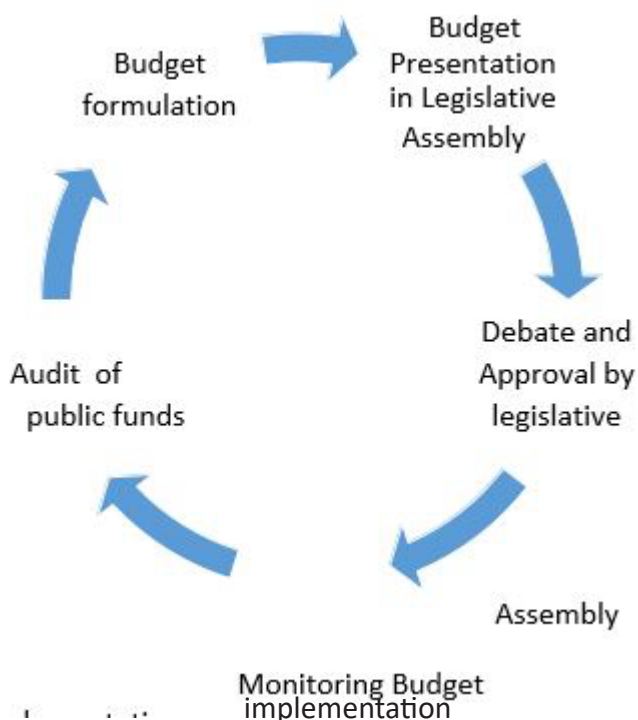 Budget
formulation
Budget
Presentation
in Legislative
Assembly
Debate and
Approval by
legislative
Assembly
Monitoring Budget
implementation
Audit of
public funds